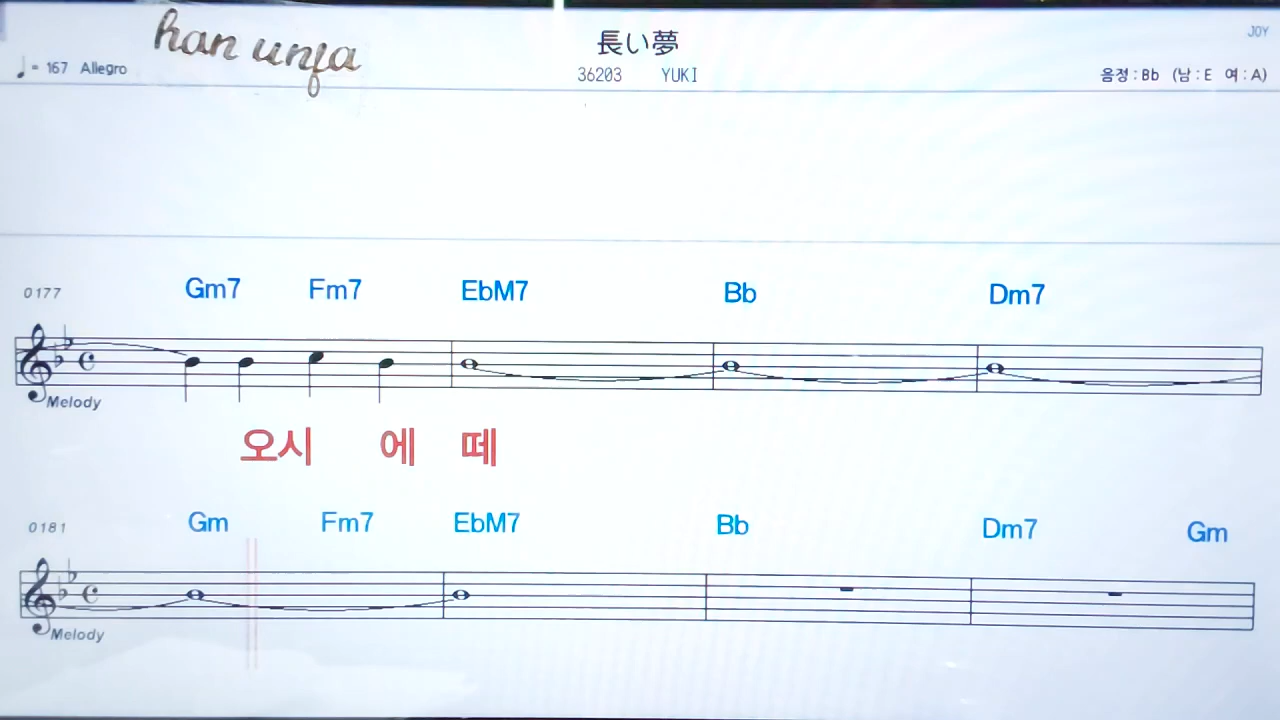 han unfa
長い夢
JOY
♩= 167 Allegro
36203 YUKI
음정 : Bb (남 : E 여 : A)
0177 Gm7 Fm7 EbM7 Bb Dm7
Melody
오시 에 떼
0181 Gm Fm7 EbM7 Bb Dm7 Gm
Melody